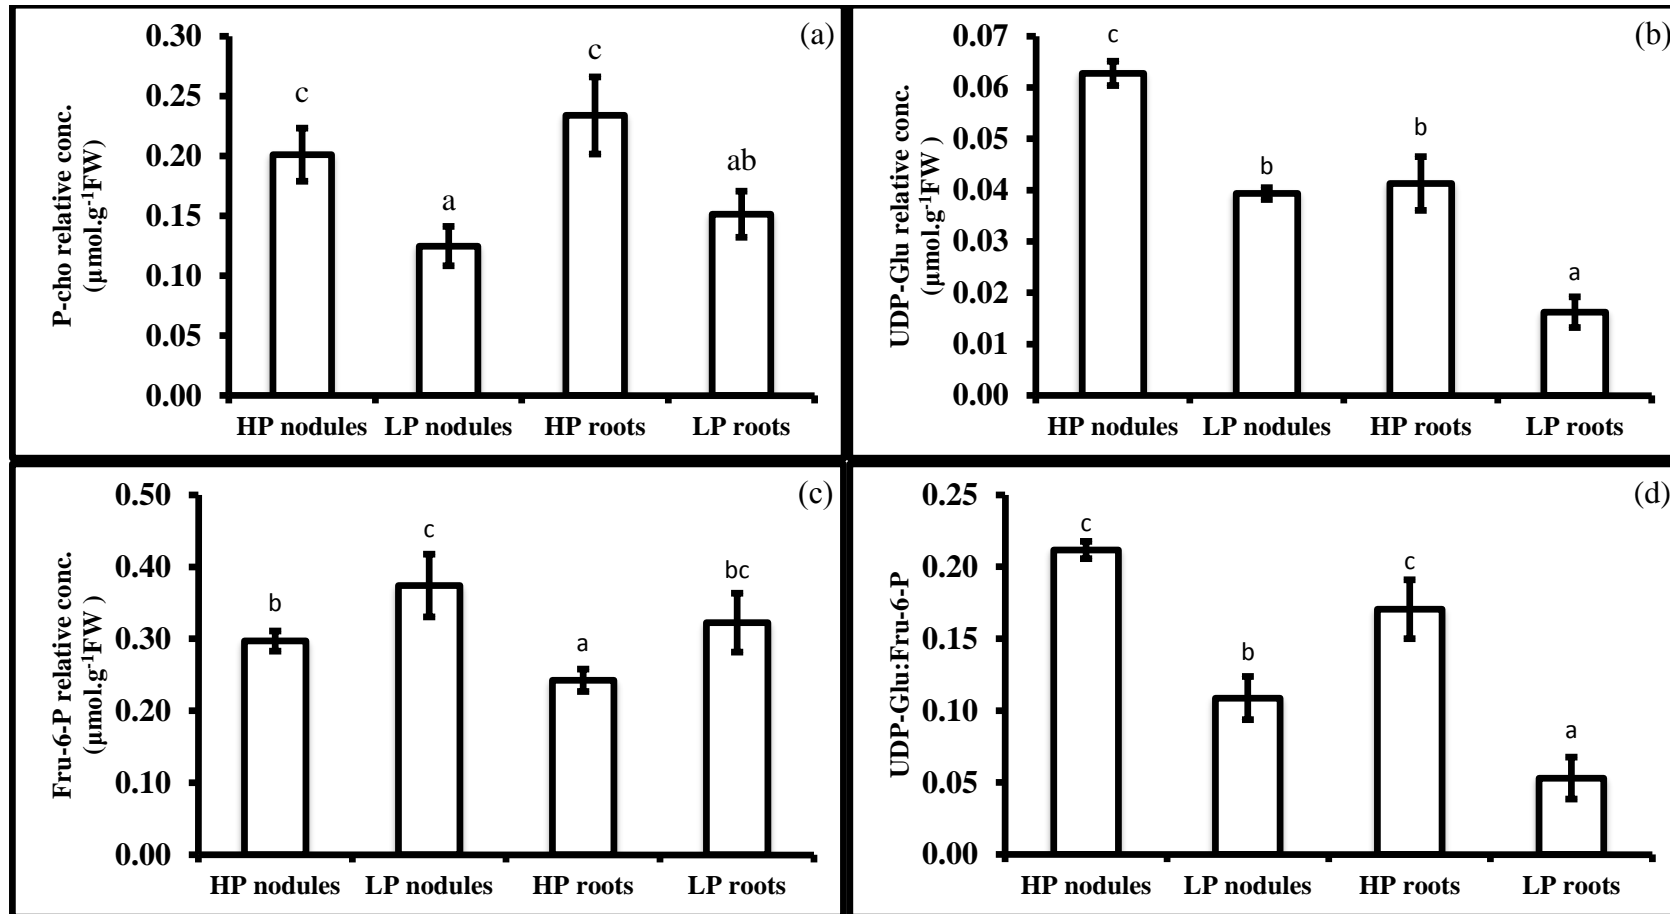 (a)
P-cho relative conc.
(µmol.g⁻¹FW)
0.30
0.25
0.20
0.15
0.10
0.05
0.00
c
a
c
ab
HP nodules LP nodules HP roots LP roots
(b)
UDP-Glu relative conc.
(µmol.g⁻¹FW )
0.07
0.06
0.05
0.04
0.03
0.02
0.01
0.00
c
b
b
a
HP nodules LP nodules HP roots LP roots
(c)
Fru-6-P relative conc.
(µmol.g⁻¹FW )
0.50
0.40
0.30
0.20
0.10
0.00
b
c
a
bc
HP nodules LP nodules HP roots LP roots
(d)
UDP-Glu:Fru-6-P
0.25
0.20
0.15
0.10
0.05
0.00
c
b
c
a
HP nodules LP nodules HP roots LP roots